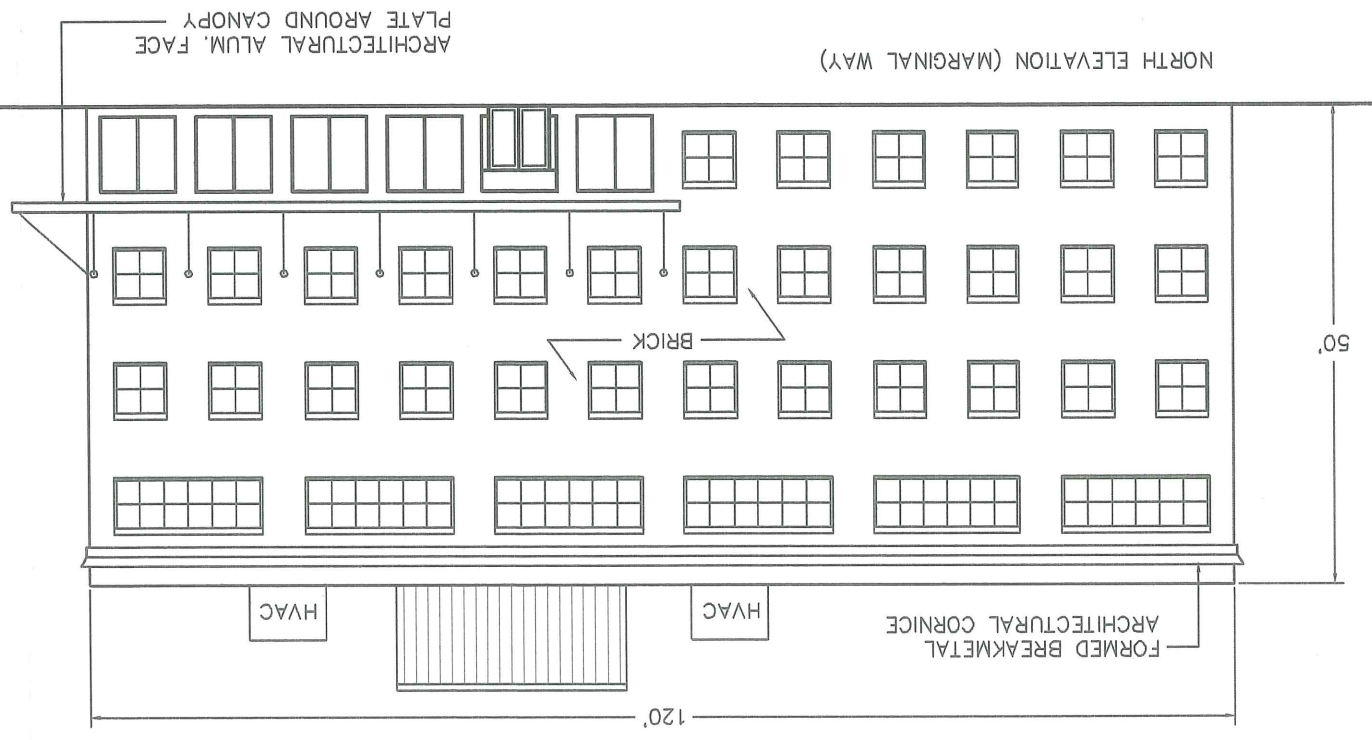 120'
FORMED BREAKMETAL
ARCHITECTURAL CORNICE
HVAC
HVAC
50'
BRICK
NORTH ELEVATION (MARGINAL WAY)
ARCHITECTURAL ALUM. FACE
PLATE AROUND CANOPY